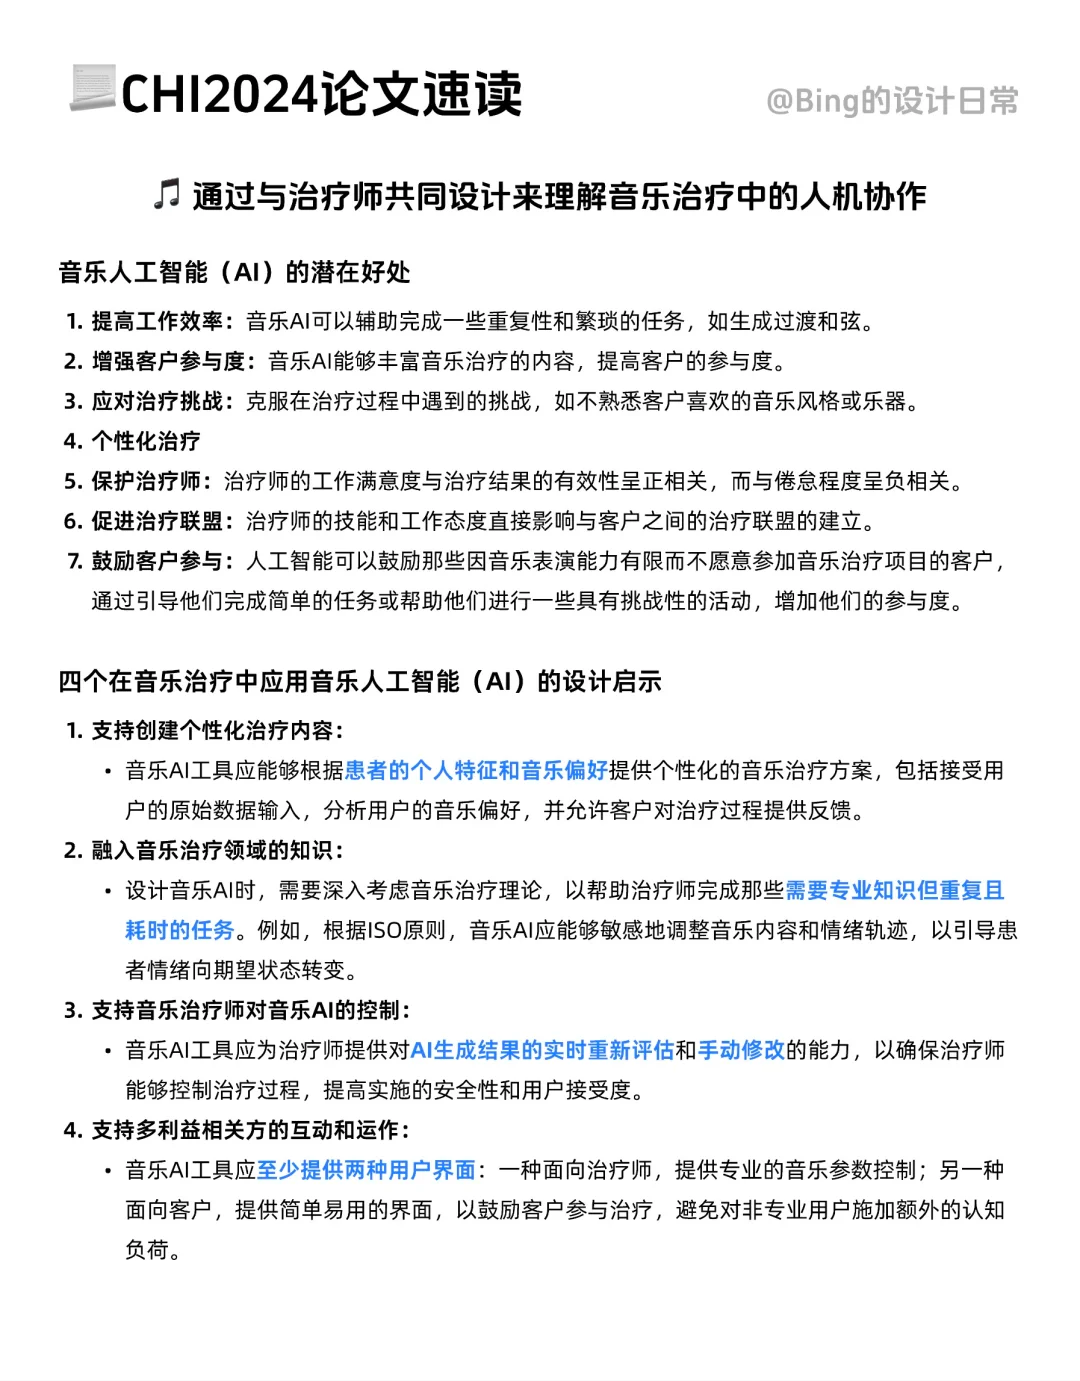 CHI2024论文速读
@Bing的设计日常
通过与治疗师共同设计来理解音乐治疗中的人机协作
音乐人工智能（AI）的潜在好处
1. 提高工作效率：音乐AI可以辅助完成一些重复性和繁琐的任务，如生成过渡和弦。
2. 增强客户参与度：音乐AI能够丰富音乐治疗的内容，提高客户的参与度。
3. 应对治疗挑战：克服在治疗过程中遇到的挑战，如不熟悉客户喜欢的音乐风格或乐器。
4. 个性化治疗
5. 保护治疗师：治疗师的工作满意度与治疗结果的有效性呈正相关，而与倦怠程度呈负相关。
6. 促进治疗联盟：治疗师的技能和工作态度直接影响与客户之间的治疗联盟的建立。
7. 鼓励客户参与：人工智能可以鼓励那些因音乐表演能力有限而不愿意参加音乐治疗项目的客户，
通过引导他们完成简单的任务或帮助他们进行一些具有挑战性的活动，增加他们的参与度。
四个在音乐治疗中应用音乐人工智能（AI）的设计启示
1. 支持创建个性化治疗内容：
• 音乐AI工具应能够根据患者的个人特征和音乐偏好提供个性化的音乐治疗方案，包括接受用
户的原始数据输入，分析用户的音乐偏好，并允许客户对治疗过程提供反馈。
2. 融入音乐治疗领域的知识：
• 设计音乐AI时，需要深入考虑音乐治疗理论，以帮助治疗师完成那些需要专业知识但重复且
耗时的任务。例如，根据ISO原则，音乐AI应能够敏感地调整音乐内容和情绪轨迹，以引导患
者情绪向期望状态转变。
3. 支持音乐治疗师对音乐AI的控制：
• 音乐AI工具应为治疗师提供对AI生成结果的实时重新评估和手动修改的能力，以确保治疗师
能够控制治疗过程，提高实施的安全性和用户接受度。
4. 支持多利益相关方的互动和运作：
• 音乐AI工具应至少提供两种用户界面：一种面向治疗师，提供专业的音乐参数控制；另一种
面向客户，提供简单易用的界面，以鼓励客户参与治疗，避免对非专业用户施加额外的认知
负荷。